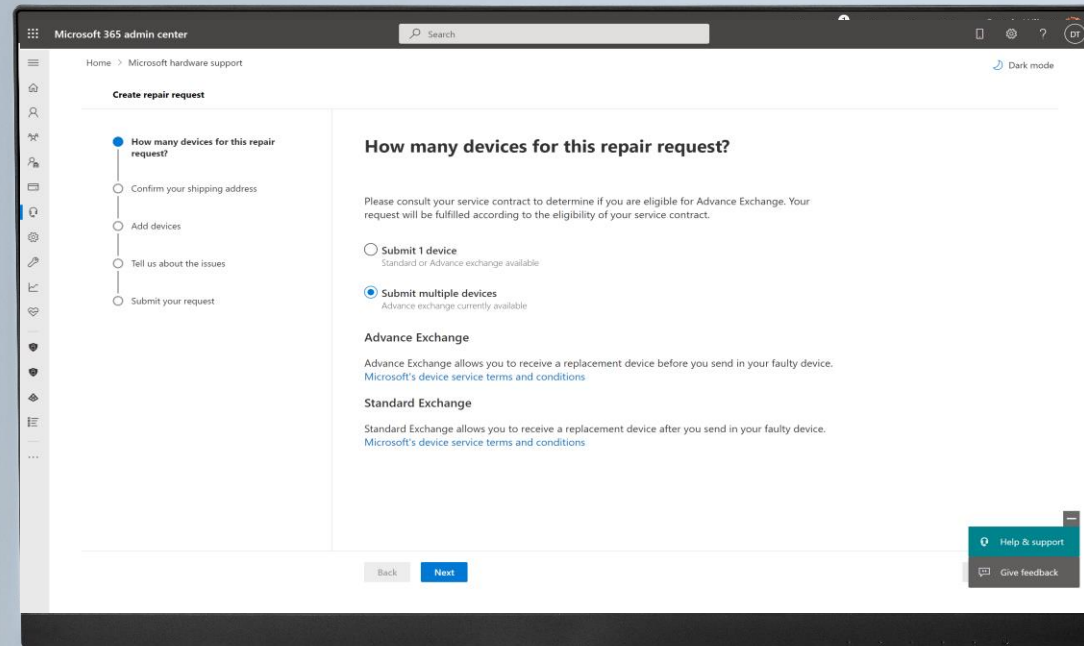 Microsoft 365 admin center
Search
DT
Home > Microsoft hardware support
Dark mode
Create repair request
How many devices for this repair
request?
Confirm your shipping address
Add devices
Tell us about the issues
Submit your request
How many devices for this repair request?
Please consult your service contract to determine if you are eligible for Advance Exchange. Your
request will be fulfilled according to the eligibility of your service contract.
Submit 1 device
Standard or Advance exchange available
Submit multiple devices
Advance exchange currently available
Advance Exchange
Advance Exchange allows you to receive a replacement device before you send in your faulty device.
Microsoft's device service terms and conditions
Standard Exchange
Standard Exchange allows you to receive a replacement device after you send in your faulty device.
Microsoft's device service terms and conditions
Back
Next
Help & support
Give feedback